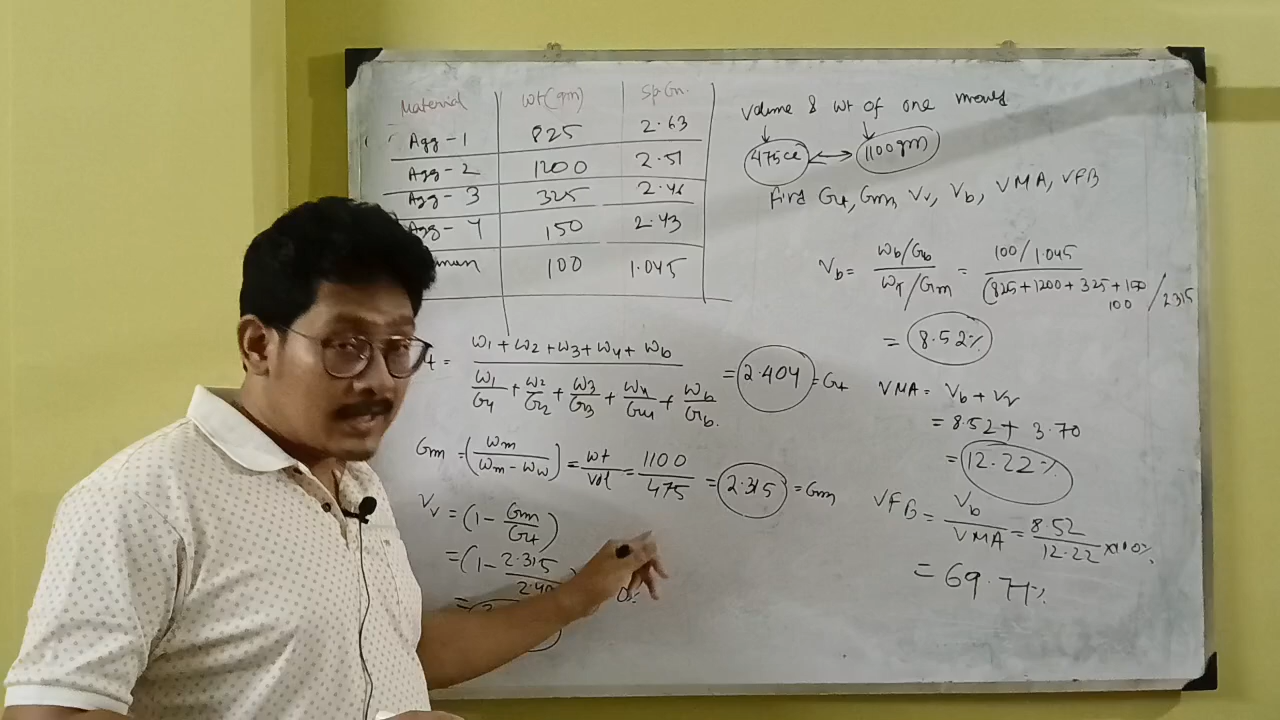 Material Wt(gm) Sp Gr.
Agg-1 825 2.63
Agg-2 1200 2.51
Agg-3 325 2.46
Agg-4 150 2.43
100 1.045
Gt = W1+W2+W3+W4+Wb / W1/G1 + W2/G2 + W3/G3 + W4/G4 + Wb/Gb = 2.404 = Gt
Gm = (Wm / Wm - Ww) = wt/vol = 1100/475 = 2.315 = Gm
Vv = (1 - Gm/Gt)
= (1 - 2.315 / 2.40
=
Volume & wt of one mould
475cc ↔ 1100gm
Find Gt, Gm, Vv, Vb, VMA, VFB
Vb = Wb/Gb / WT/Gm = 100/1.045 / (825+1200+325+150 100 / 2315
= 8.52%
VMA = Vb + Vv
= 8.52 + 3.70
= 12.22%
VFB = Vb / VMA = 8.52 / 12.22 x100%
= 69.71%